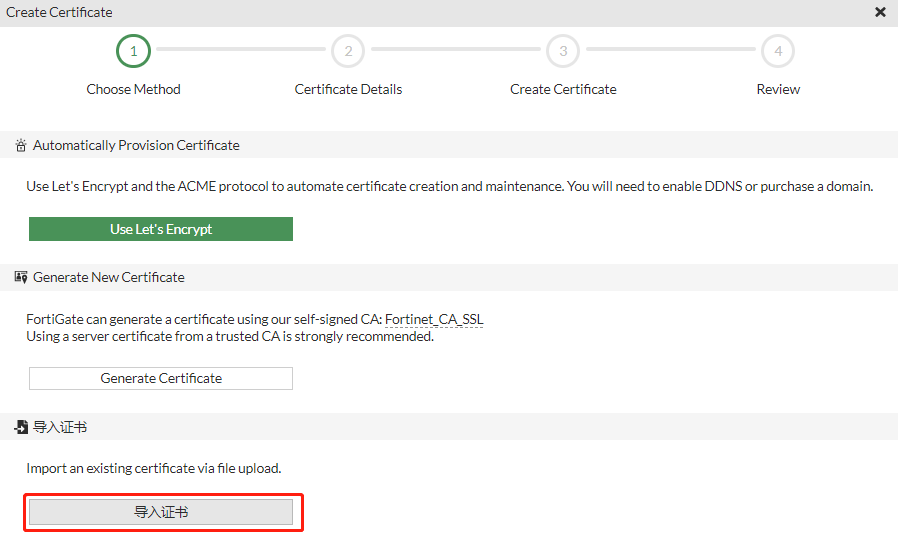 Create Certificate
1
2
3
4
Choose Method
Certificate Details
Create Certificate
Review
Automatically Provision Certificate
Use Let's Encrypt and the ACME protocol to automate certificate creation and maintenance. You will need to enable DDNS or purchase a domain.
Use Let's Encrypt
Generate New Certificate
FortiGate can generate a certificate using our self-signed CA: Fortinet_CA_SSL
Using a server certificate from a trusted CA is strongly recommended.
Generate Certificate
导入证书
Import an existing certificate via file upload.
导入证书